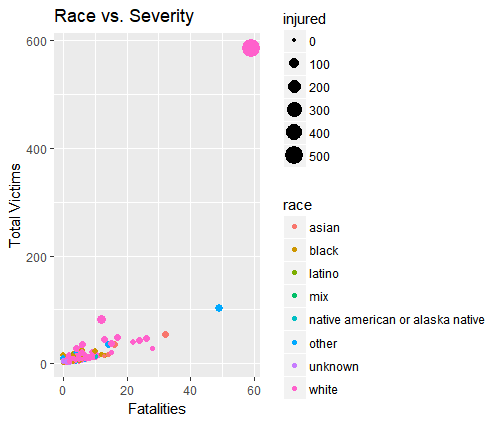 Race vs. Severity
600
400
200
0
Total Victims
0 20 40 60
Fatalities
injured
0
100
200
300
400
500
race
asian
black
latino
mix
native american or alaska native
other
unknown
white